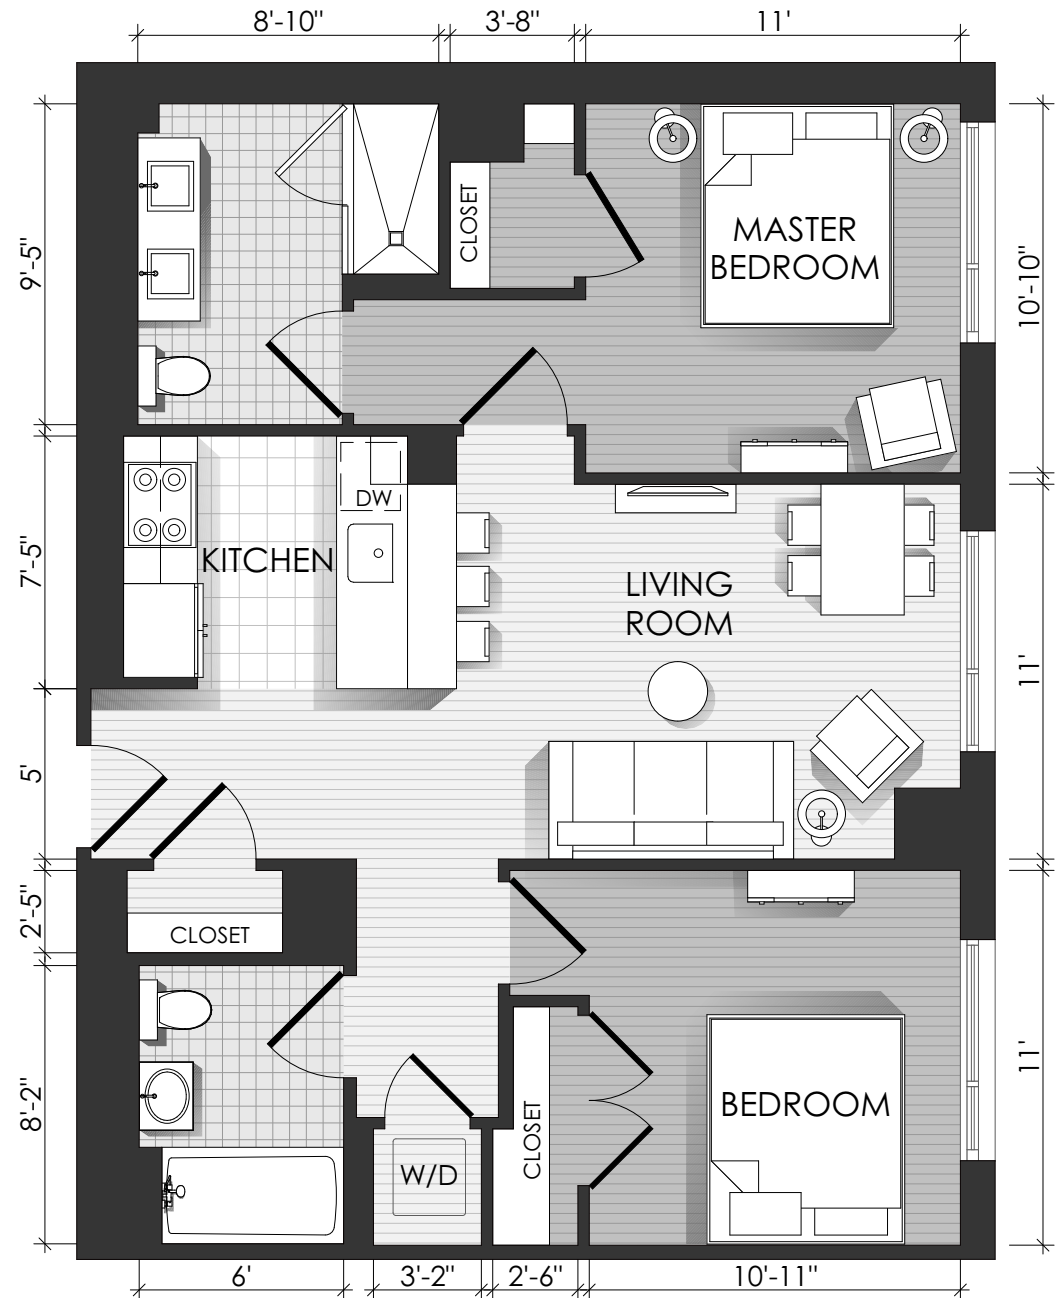 8'-10"
3'-8"
11'
9'-5"
CLOSET
MASTER
BEDROOM
10'-10"
DW
KITCHEN
7'-5"
LIVING
ROOM
11'
5'
2'-5"
CLOSET
8'-2"
W/D
CLOSET
BEDROOM
11'
6'
3'-2"
2'-6"
10'-11"